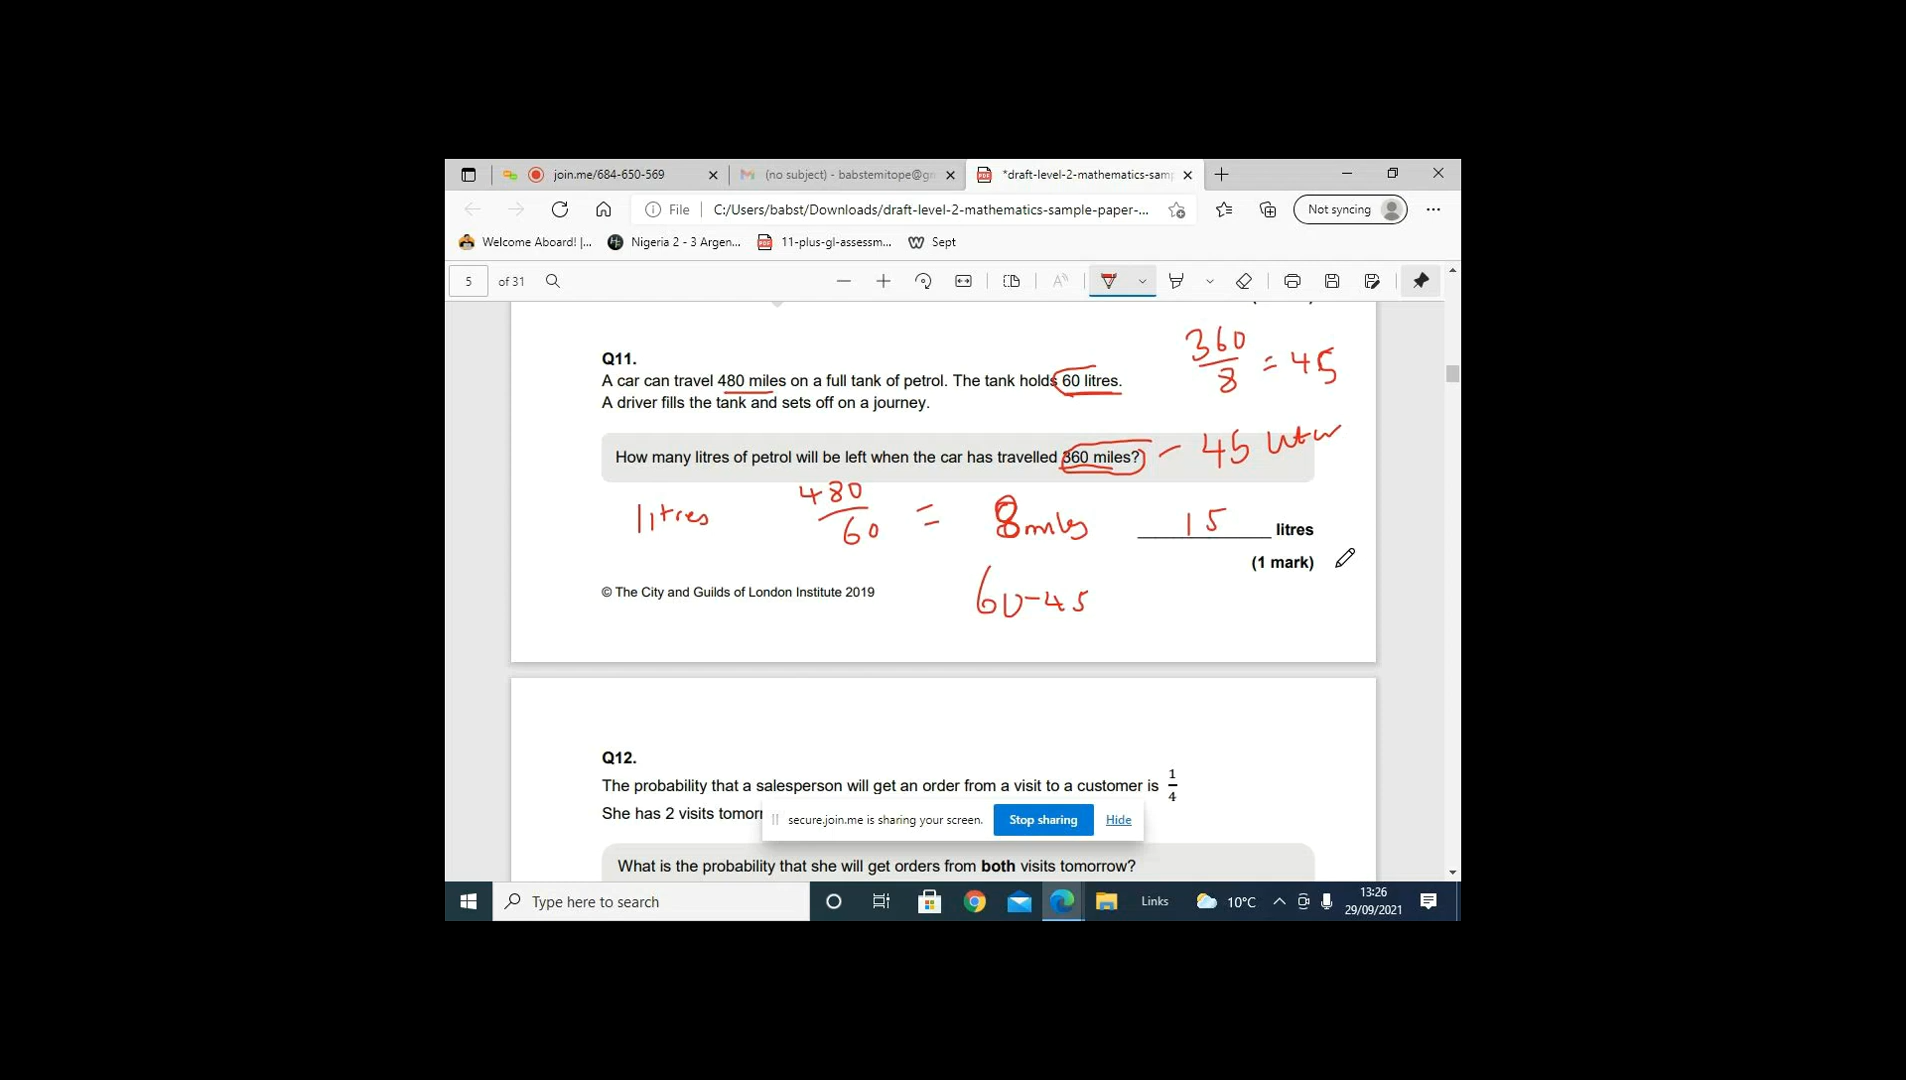 join.me/684-650-569
(no subject) - babstemitope@gn
*draft-level-2-mathematics-sam
File
C:/Users/babst/Downloads/draft-level-2-mathematics-sample-paper-...
Not syncing
Welcome Aboard! |...
Nigeria 2 - 3 Argen...
11-plus-gl-assessm...
Sept
5 of 31
360
8
= 45
Q11.
A car can travel 480 miles on a full tank of petrol. The tank holds 60 litres.
A driver fills the tank and sets off on a journey.
How many litres of petrol will be left when the car has travelled 360 miles? - 45
litres
480
60
= 8 miles
15 litres
(1 mark)
© The City and Guilds of London Institute 2019
60-45
Q12.
The probability that a salesperson will get an order from a visit to a customer is 1/4
She has 2 visits tomorr
secure.join.me is sharing your screen.
Stop sharing
Hide
What is the probability that she will get orders from both visits tomorrow?
Type here to search
Links
10°C
13:26
29/09/2021